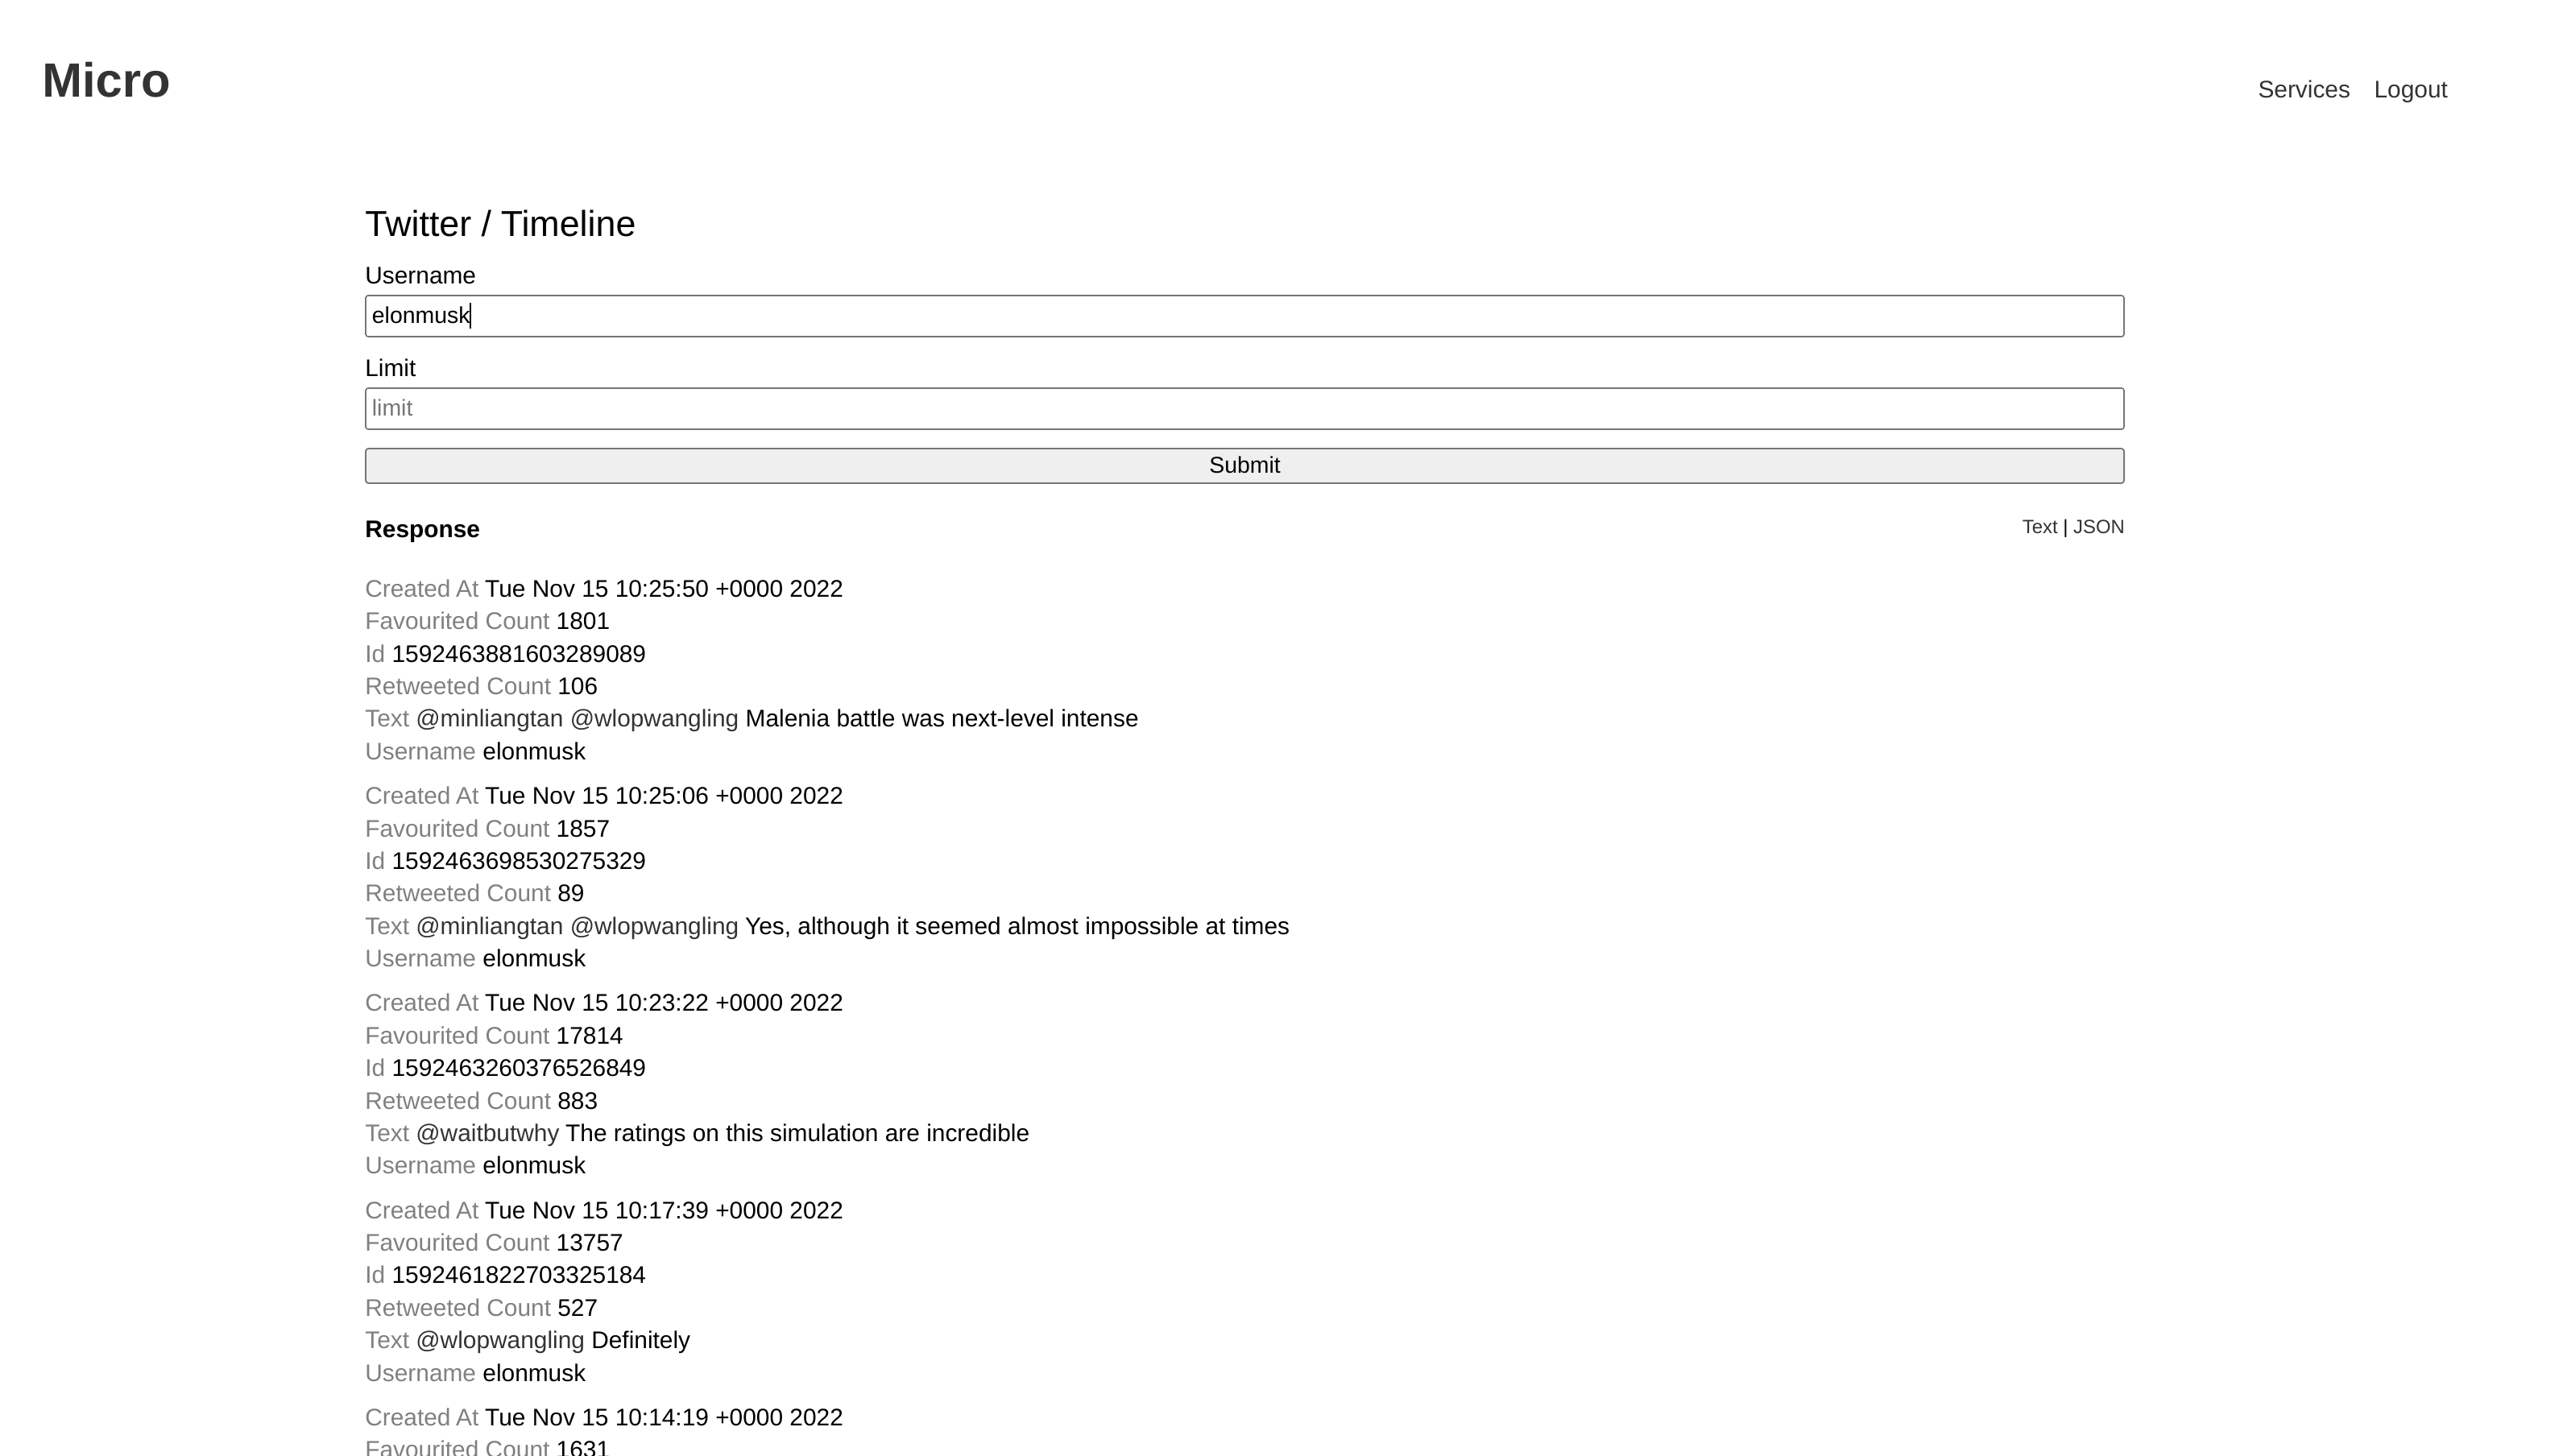 Micro
Services Logout
Twitter / Timeline
Username
elonmusk
Limit
limit
Submit
Response
Text | JSON
Created At Tue Nov 15 10:25:50 +0000 2022
Favourited Count 1801
Id 1592463881603289089
Retweeted Count 106
Text @minliangtan @wlopwangling Malenia battle was next-level intense
Username elonmusk
Created At Tue Nov 15 10:25:06 +0000 2022
Favourited Count 1857
Id 1592463698530275329
Retweeted Count 89
Text @minliangtan @wlopwangling Yes, although it seemed almost impossible at times
Username elonmusk
Created At Tue Nov 15 10:23:22 +0000 2022
Favourited Count 17814
Id 1592463260376526849
Retweeted Count 883
Text @waitbutwhy The ratings on this simulation are incredible
Username elonmusk
Created At Tue Nov 15 10:17:39 +0000 2022
Favourited Count 13757
Id 1592461822703325184
Retweeted Count 527
Text @wlopwangling Definitely
Username elonmusk
Created At Tue Nov 15 10:14:19 +0000 2022
Favourited Count 1631